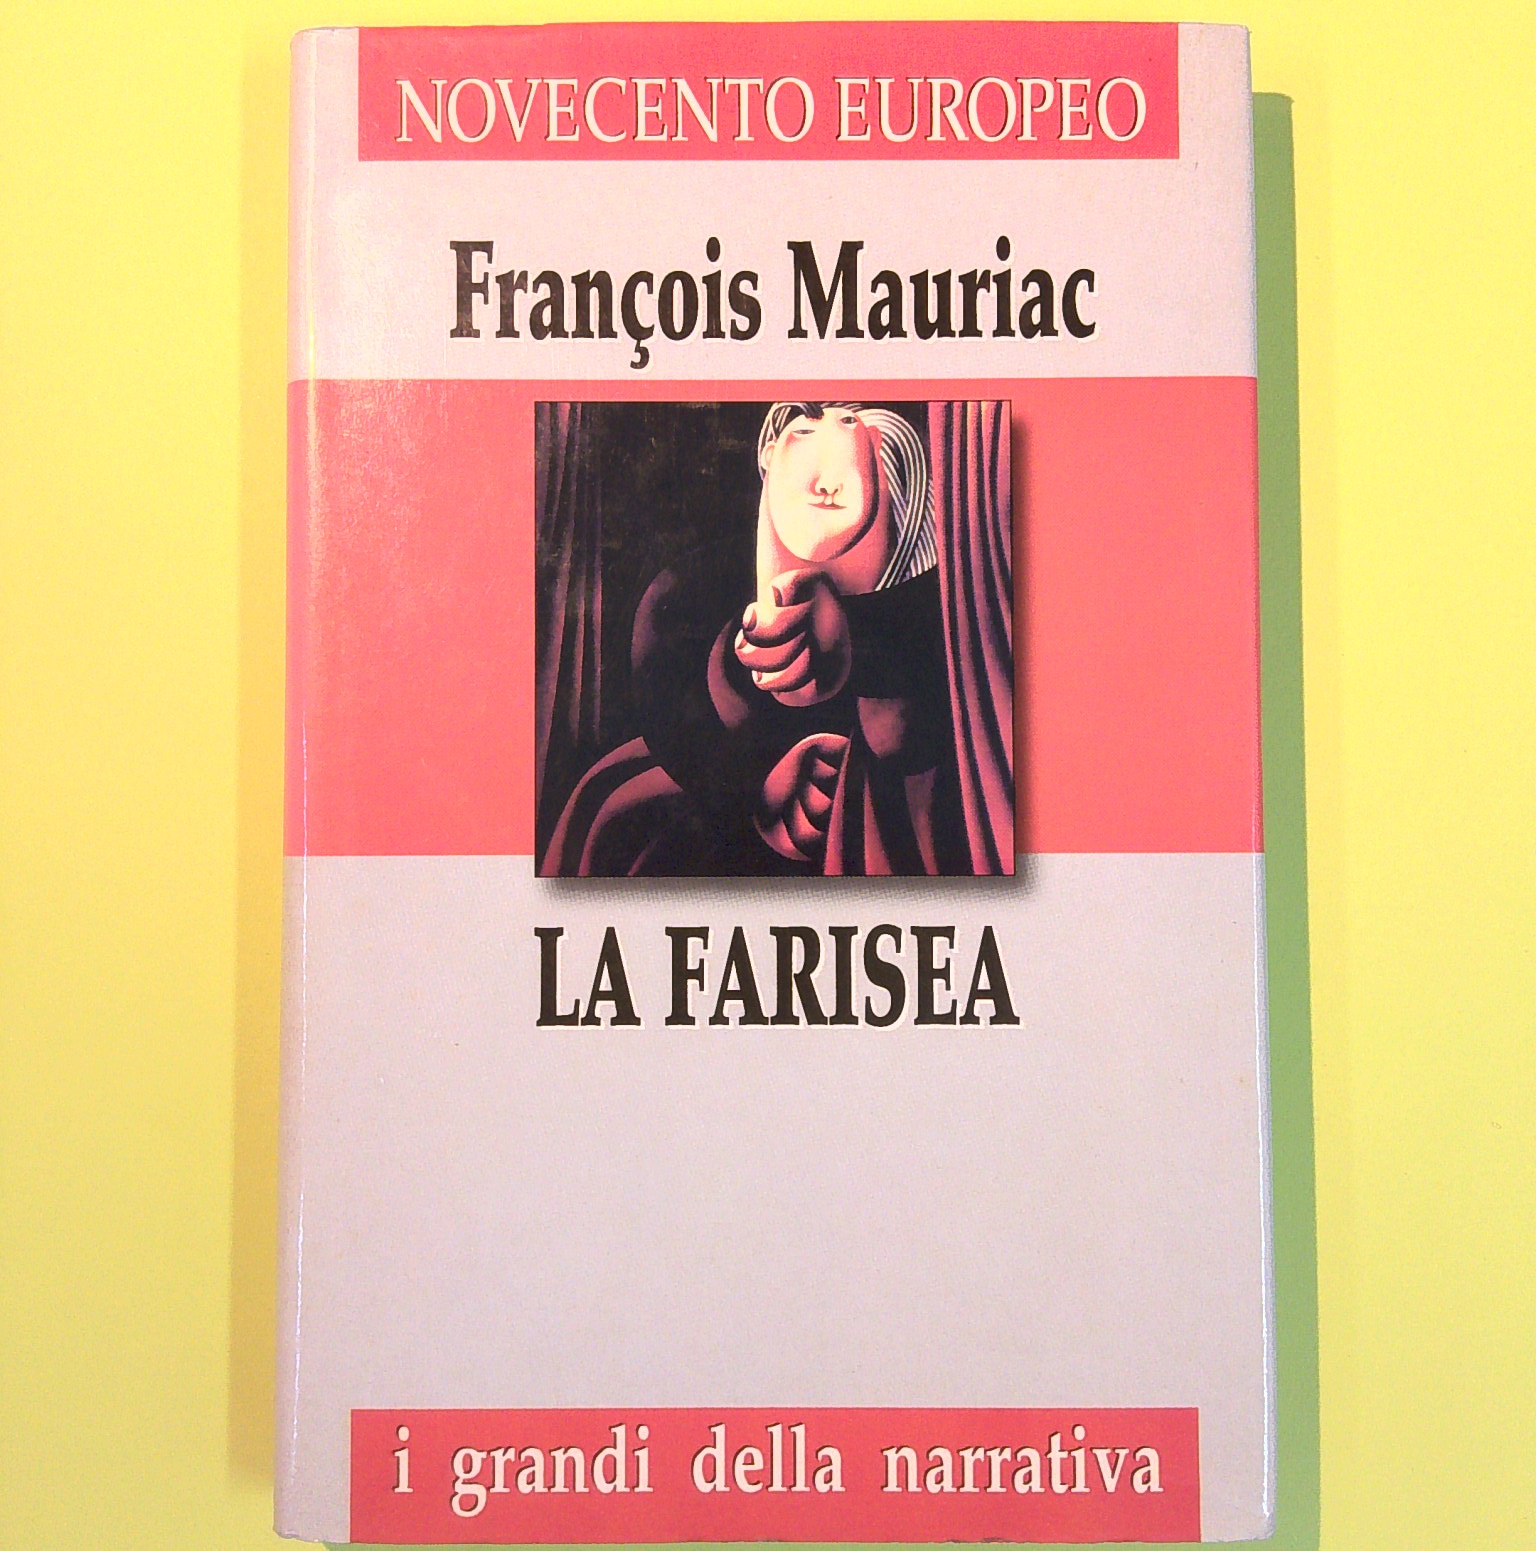 NOVECENTO EUROPEO
François Mauriac
LA FARISEA
i grandi della narrativa